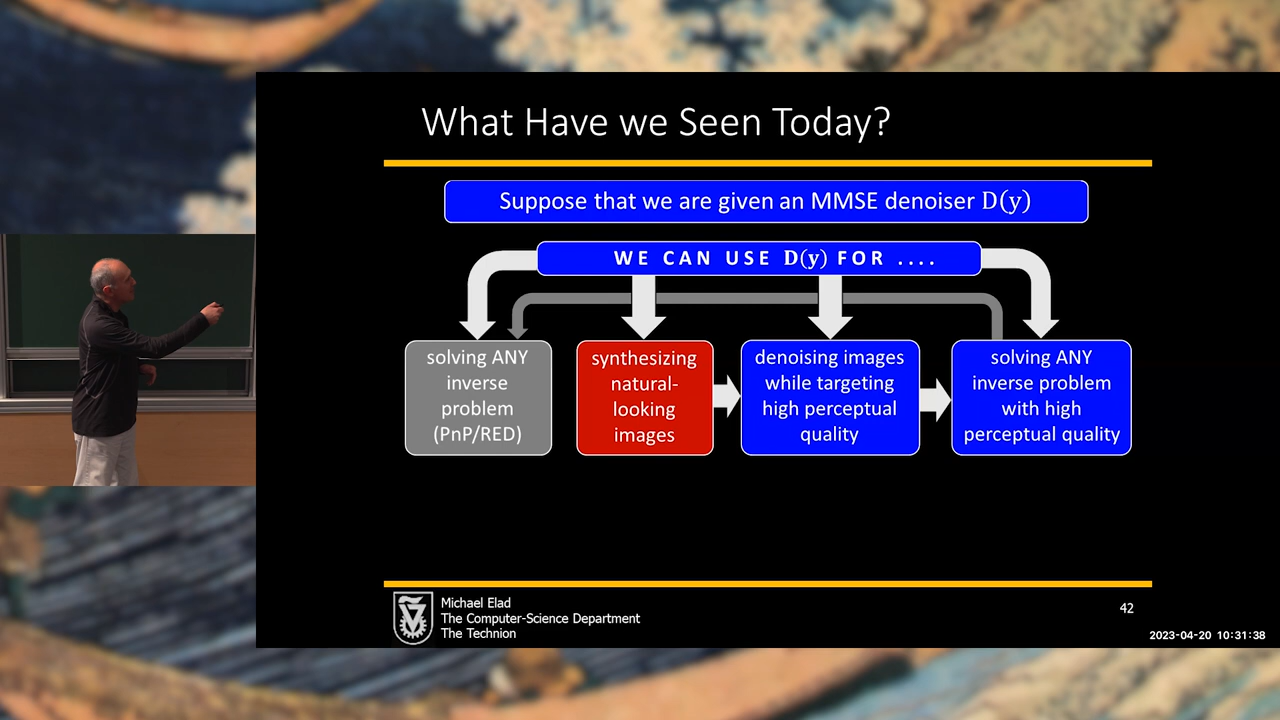 What Have we Seen Today?
Suppose that we are given an MMSE denoiser D(y)
WE CAN USE D(y) FOR ....
solving ANY
inverse
problem
(PnP/RED)
synthesizing
natural-
looking
images
denoising images
while targeting
high perceptual
quality
solving ANY
inverse problem
with high
perceptual quality
Michael Elad
The Computer-Science Department
The Technion
42
2023-04-20 10:31:38